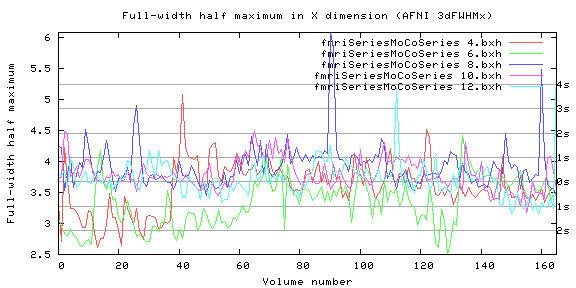 Full-width half maximum in X dimension (AFNI 3dFWHMx)
Full-width half maximum
6
5.5
5
4.5
4
3.5
3
2.5
fmriSeriesMoCoSeries 4.bxh
fmriSeriesMoCoSeries 6.bxh
fmriSeriesMoCoSeries 8.bxh
fmriSeriesMoCoSeries 10.bxh
fmriSeriesMoCoSeries 12.bxh
4s
3s
2s
1s
0s
1s
2s
0 20 40 60 80 100 120 140 160
Volume number